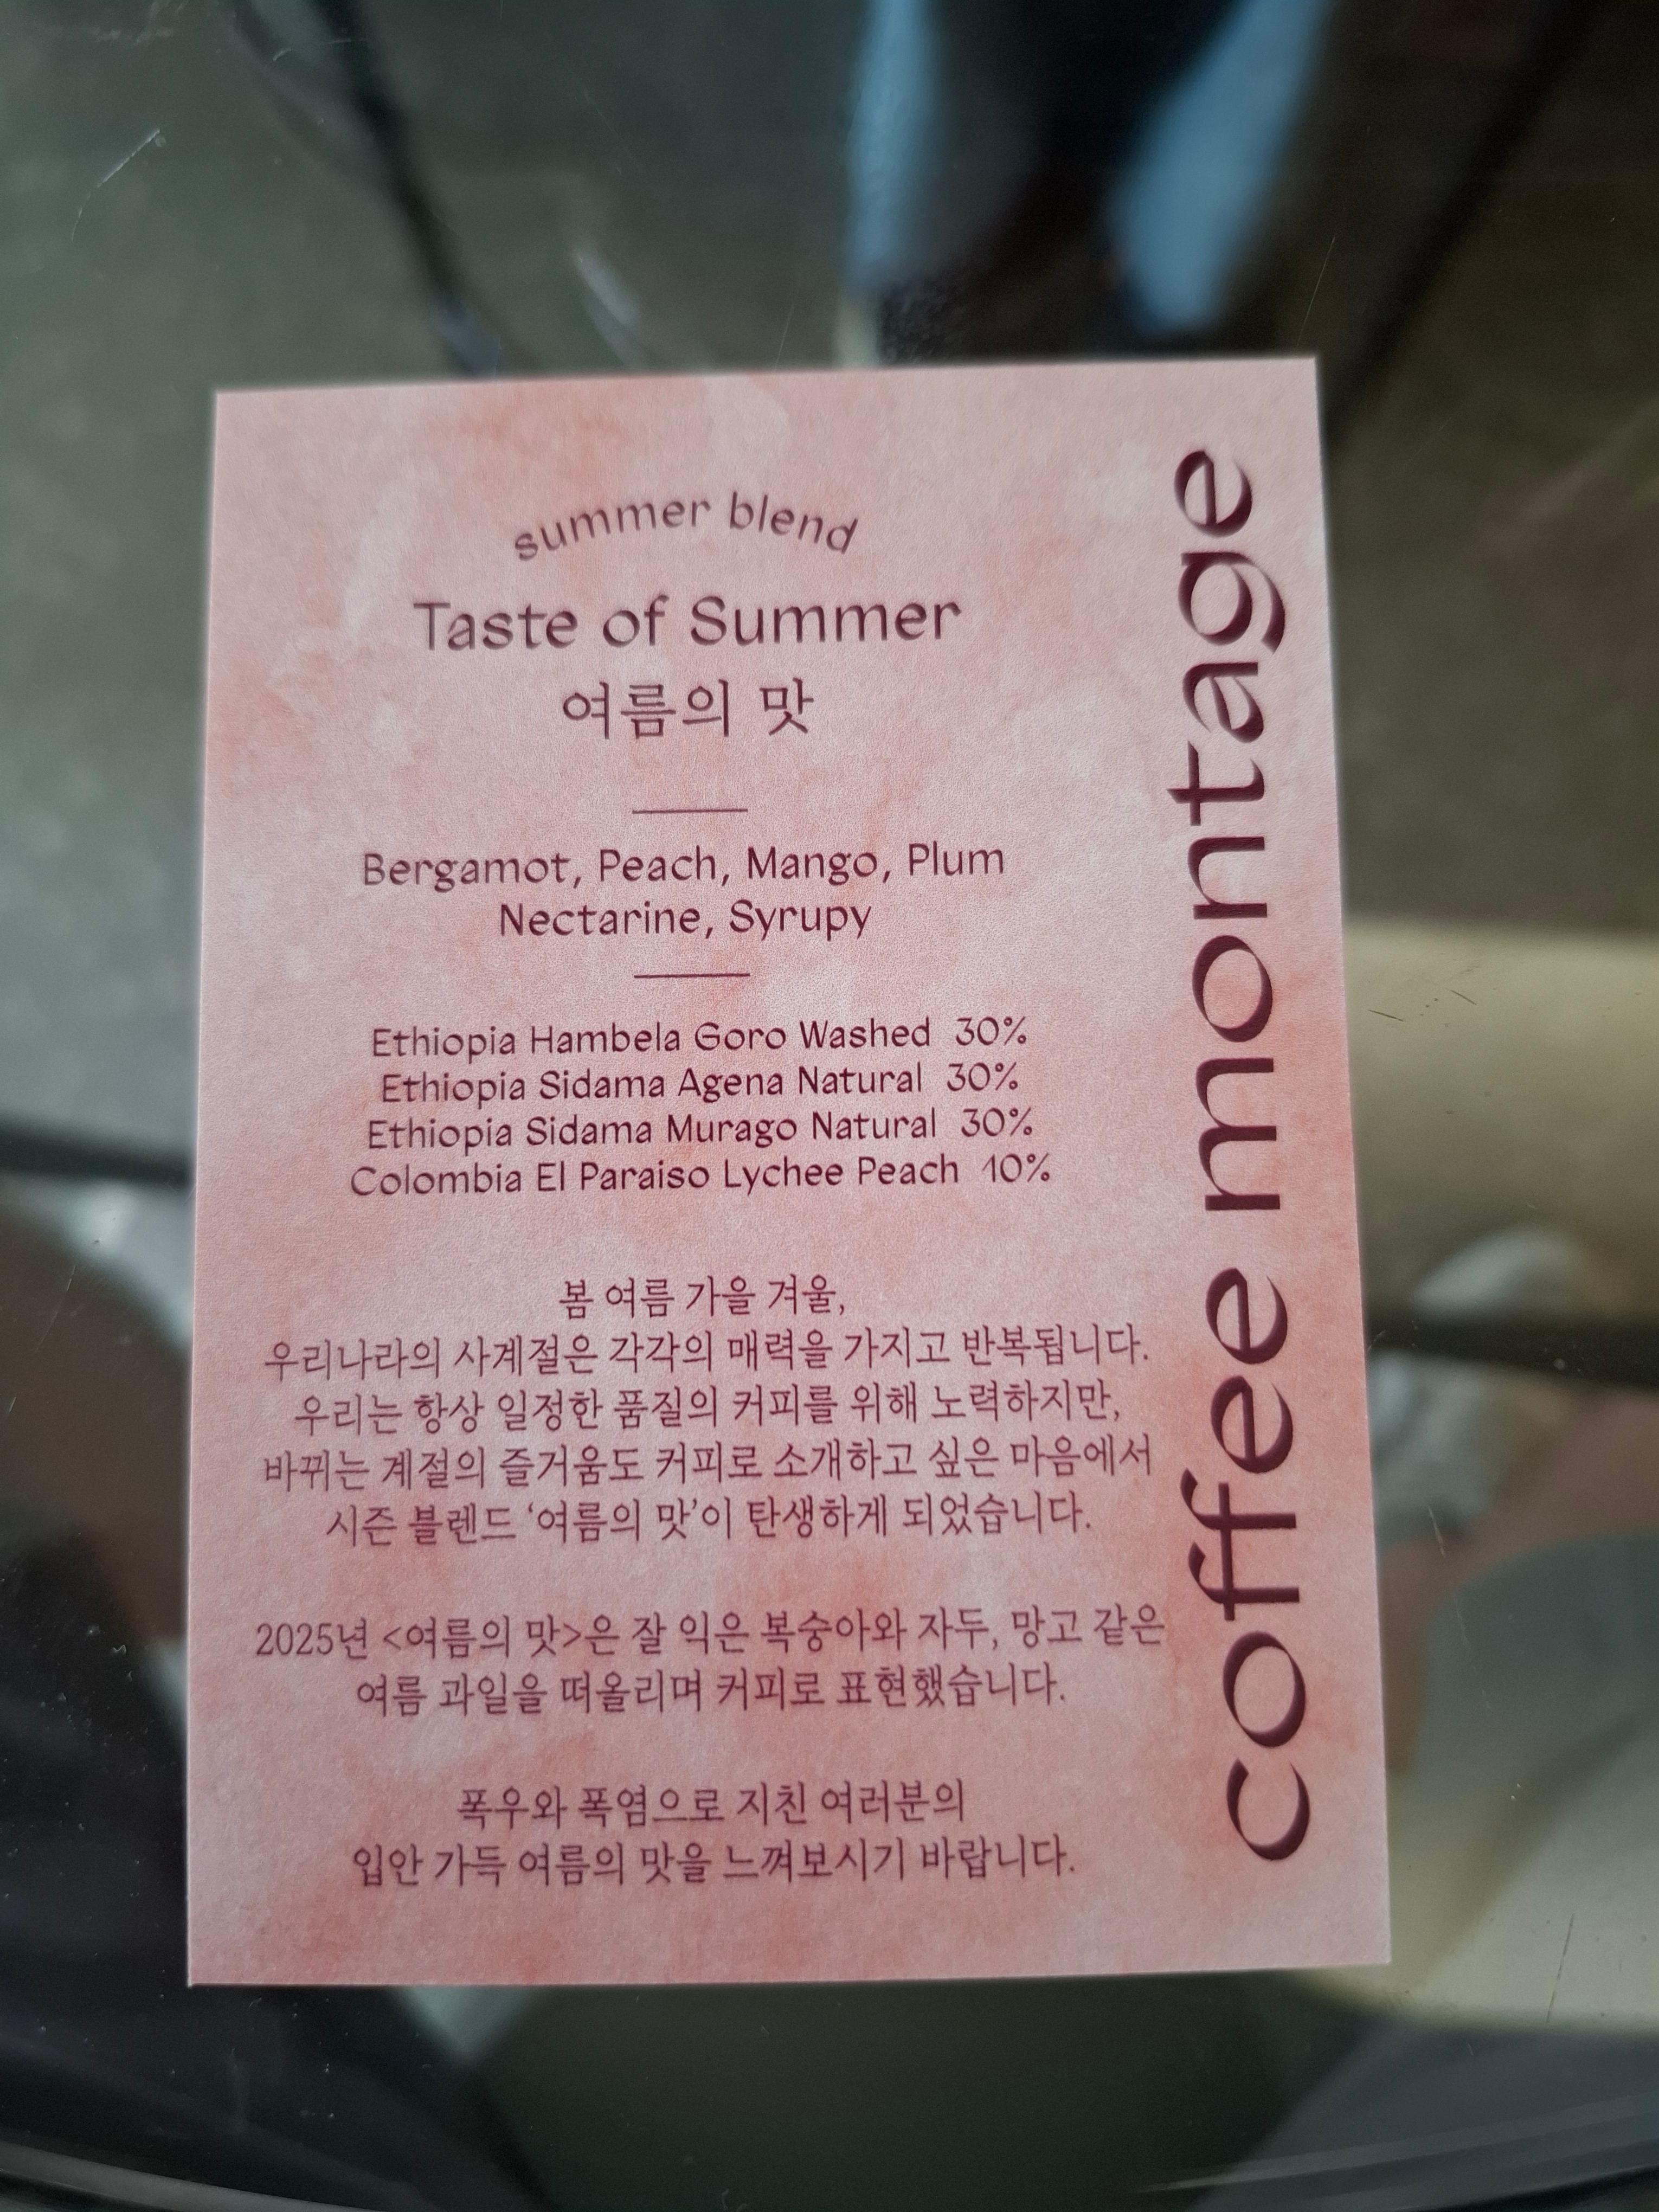 summer blend
Taste of Summer
여름의 맛
Bergamot, Peach, Mango, Plum
Nectarine, Syrupy
Ethiopia Hambela Goro Washed 30%
Ethiopia Sidama Agena Natural 30%
Ethiopia Sidama Murago Natural 30%
Colombia El Paraiso Lychee Peach 10%
봄 여름 가을 겨울,
우리나라의 사계절은 각각의 매력을 가지고 반복됩니다.
우리는 항상 일정한 품질의 커피를 위해 노력하지만,
바뀌는 계절의 즐거움도 커피로 소개하고 싶은 마음에서
시즌 블렌드 ‘여름의 맛’이 탄생하게 되었습니다.
2025년 <여름의 맛>은 잘 익은 복숭아와 자두, 망고 같은
여름 과일을 떠올리며 커피로 표현했습니다.
폭우와 폭염으로 지친 여러분의
입안 가득 여름의 맛을 느껴보시기 바랍니다.
coffee montage